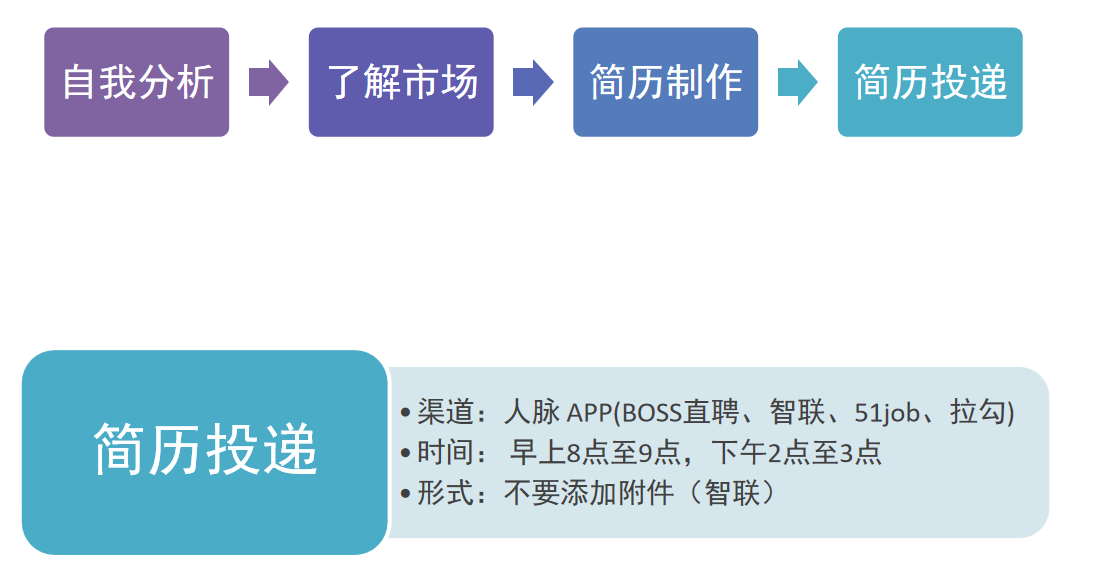 自我分析
了解市场
简历制作
简历投递
简历投递
• 渠道：人脉 APP(BOSS直聘、智联、51job、拉勾)
• 时间： 早上8点至9点，下午2点至3点
• 形式：不要添加附件（智联）